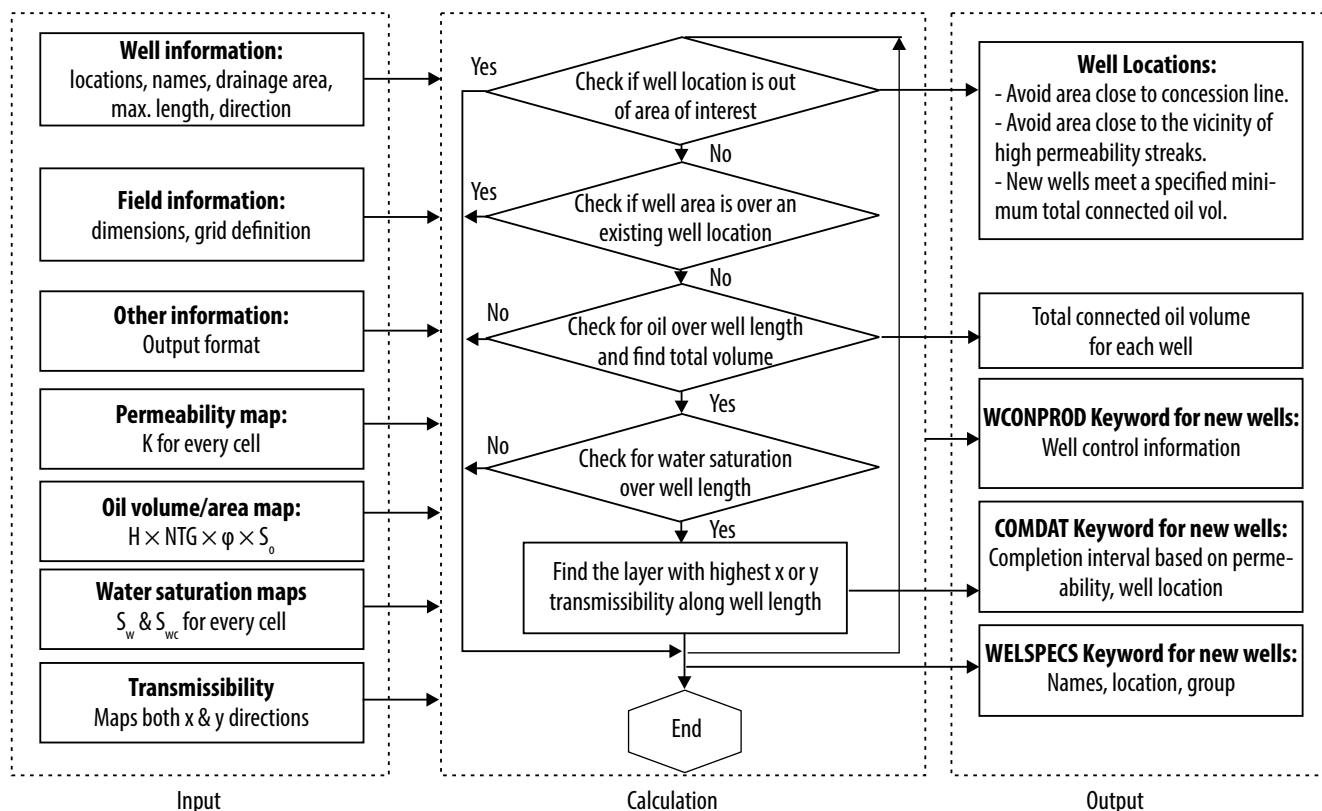 Well information:
locations, names, drainage area,
max. length, direction
Field information:
dimensions, grid definition
Other information:
Output format
Permeability map:
K for every cell
Oil volume/area map:
H × NTG × φ × S_o
Water saturation maps
S_w & S_wc for every cell
Transmissibility
Maps both x & y directions
Input
Yes
Check if well location is out
of area of interest
No
Yes
Check if well area is over an
existing well location
No
No
Check for oil over well length
and find total volume
Yes
No
Check for water saturation
over well length
Yes
Find the layer with highest x or y
transmissibility along well length
End
Calculation
Well Locations:
- Avoid area close to concession line.
- Avoid area close to the vicinity of
high permeability streaks.
- New wells meet a specified mini-
mum total connected oil vol.
Total connected oil volume
for each well
WCONPROD Keyword for new wells:
Well control information
COMDAT Keyword for new wells:
Completion interval based on perme-
ability, well location
WELSPECS Keyword for new wells:
Names, location, group
Output